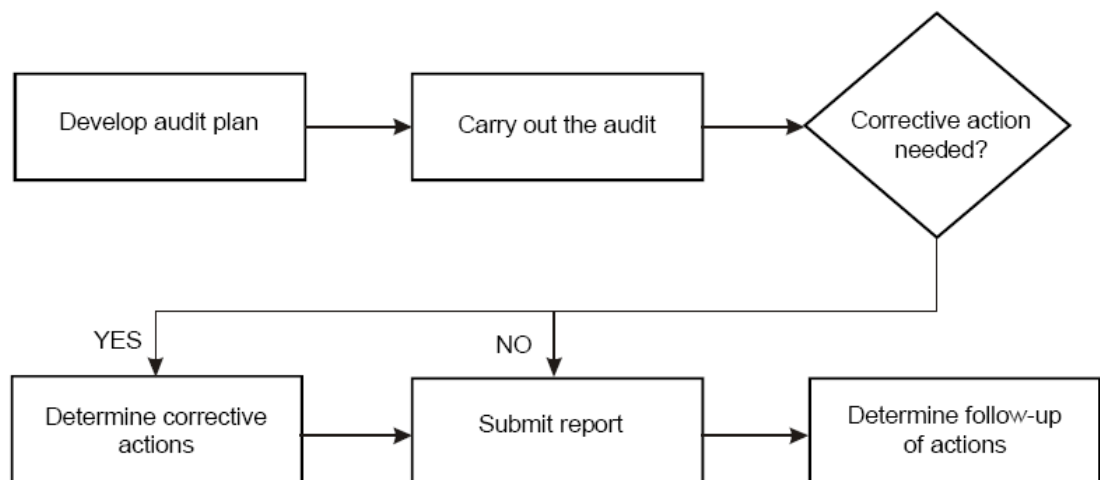 Develop audit plan
Carry out the audit
Corrective action
needed?
YES
NO
Determine corrective
actions
Submit report
Determine follow-up
of actions